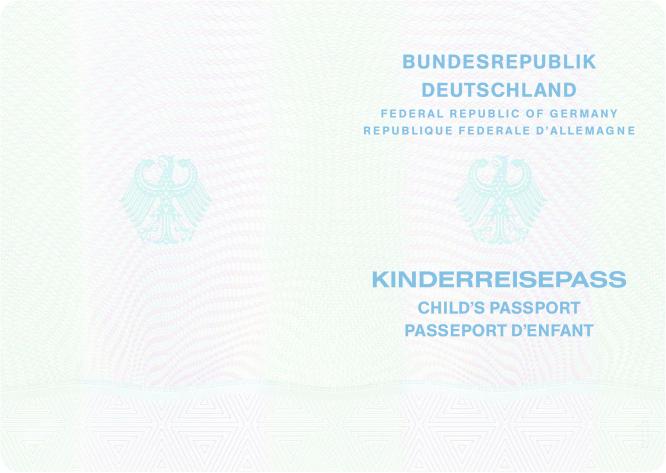 BUNDESREPUBLIK
DEUTSCHLAND
FEDERAL REPUBLIC OF GERMANY
REPUBLIQUE FEDERALE D'ALLEMAGNE
KINDERREISEPASS
CHILD'S PASSPORT
PASSEPORT D'ENFANT